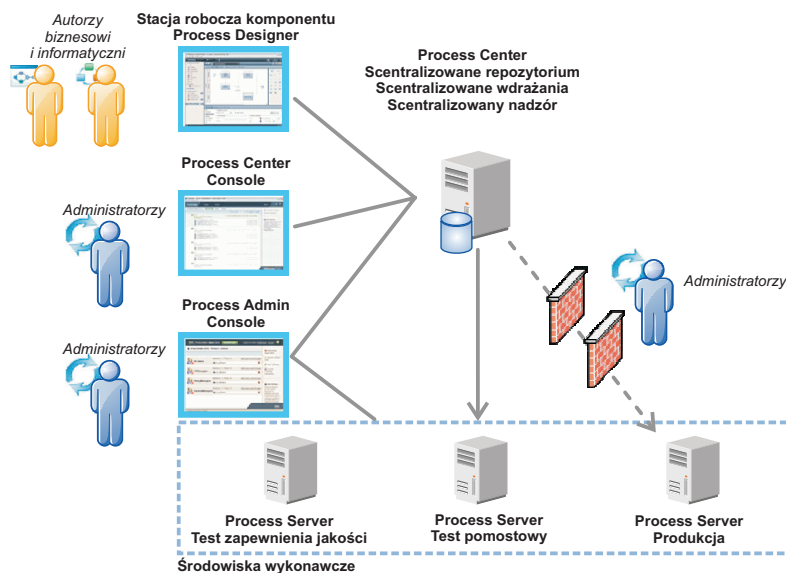 Autorzy
biznesowi
i informatyczni
Stacja robocza komponentu
Process Designer
Process Center
Scentralizowane repozytorium
Scentralizowane wdrażania
Scentralizowany nadzór
Process Center
Console
Administratorzy
Administratorzy
Process Admin
Console
Administratorzy
Process Server
Test zapewnienia jakości
Process Server
Test pomostowy
Process Server
Produkcja
Środowiska wykonawcze